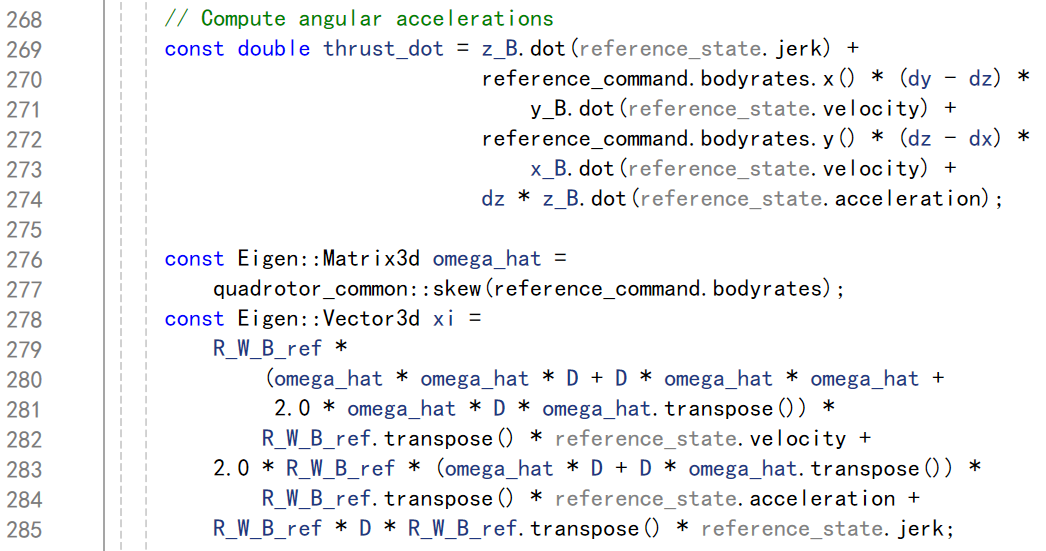 268 // Compute angular accelerations
269 const double thrust_dot = z_B.dot(reference_state.jerk) +
270 reference_command.bodyrates.x() * (dy - dz) *
271 y_B.dot(reference_state.velocity) +
272 reference_command.bodyrates.y() * (dz - dx) *
273 x_B.dot(reference_state.velocity) +
274 dz * z_B.dot(reference_state.acceleration);
275
276 const Eigen::Matrix3d omega_hat =
277 quadrotor_common::skew(reference_command.bodyrates);
278 const Eigen::Vector3d xi =
279 R_W_B_ref *
280 (omega_hat * omega_hat * D + D * omega_hat * omega_hat +
281 2.0 * omega_hat * D * omega_hat.transpose()) *
282 R_W_B_ref.transpose() * reference_state.velocity +
283 2.0 * R_W_B_ref * (omega_hat * D + D * omega_hat.transpose()) *
284 R_W_B_ref.transpose() * reference_state.acceleration +
285 R_W_B_ref * D * R_W_B_ref.transpose() * reference_state.jerk;